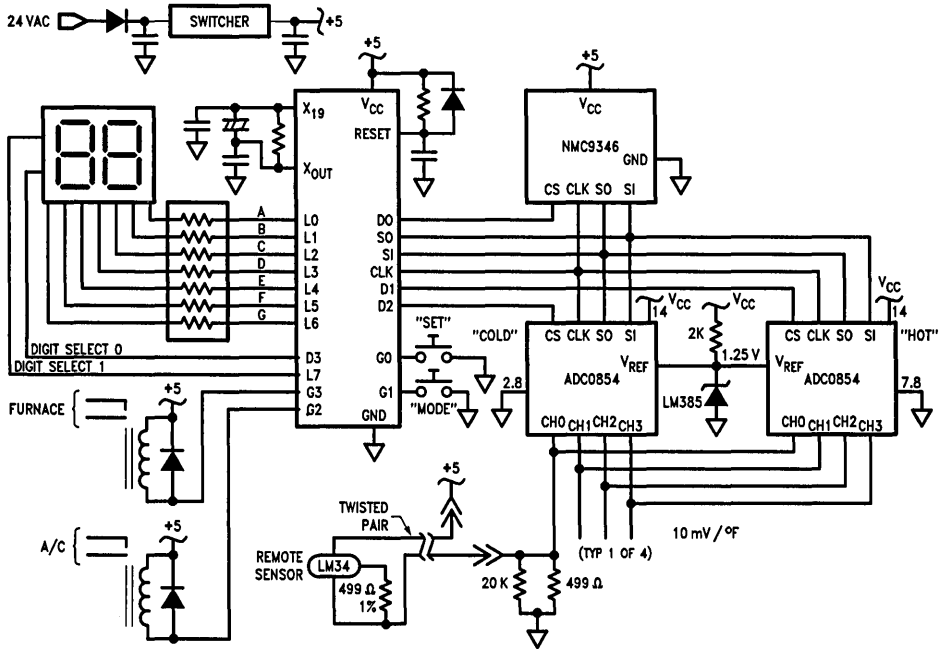 24 VAC
SWITCHER
+5
+5
+5
X19
VCC
RESET
XOUT
VCC
NMC9346
GND
CS CLK SO SI
A
B
C
D
E
F
G
L0
L1
L2
L3
L4
L5
L6
DO
SO
SI
CLK
D1
D2
DIGIT SELECT 0
DIGIT SELECT 1
D3
L7
G3
G2
G0
G1
GND
"SET"
"MODE"
"COLD"
CS CLK SO SI
14
VCC
2K
VCC
1.25 V
VREF
ADC0854
2.8
LM385
CS CLK SO SI
14
VCC
"HOT"
VREF
ADC0854
7.8
CH0 CH1 CH2 CH3
CH0 CH1 CH2 CH3
FURNACE
+5
A/C
+5
TWISTED
PAIR
+5
REMOTE
SENSOR
LM34
499 Ω
1%
20 K
499 Ω
(TYP 1 OF 4)
10 mV/°F